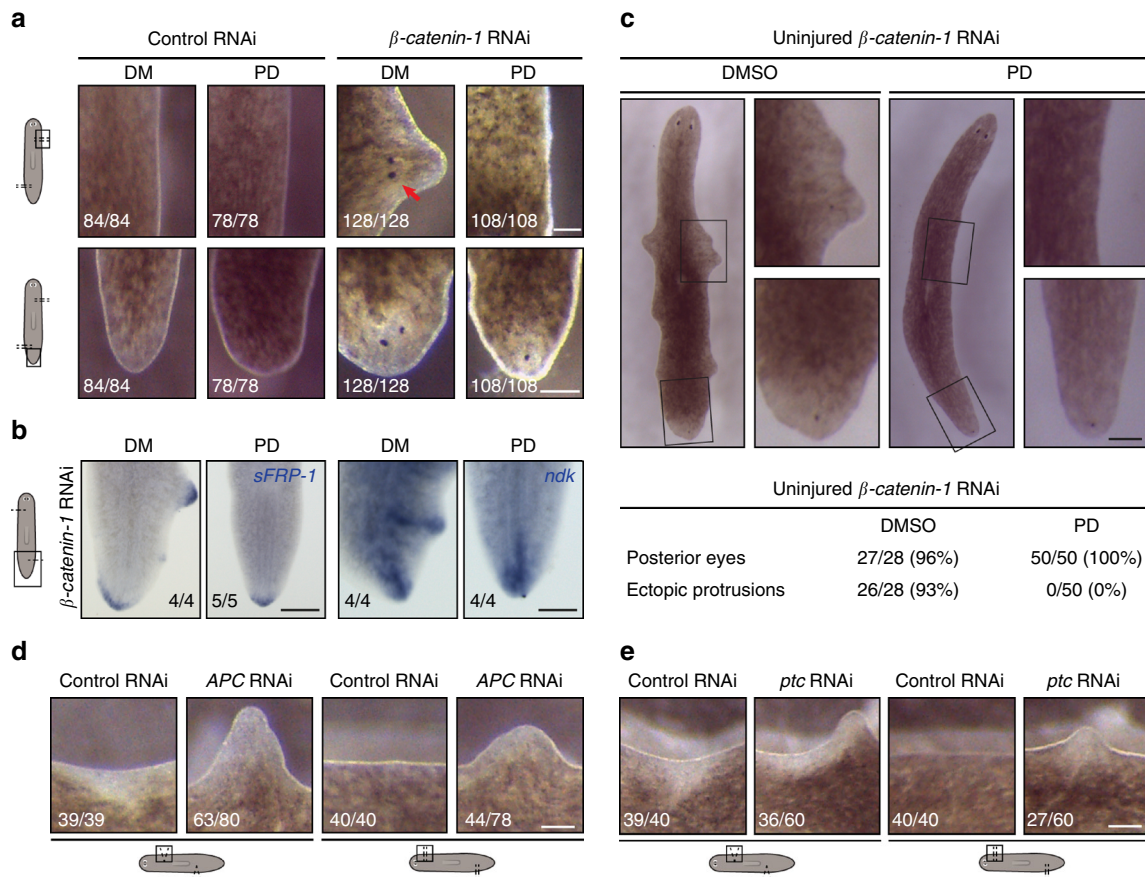 a
Control RNAi
β-catenin-1 RNAi
DM
PD
DM
PD
84/84
78/78
128/128
108/108
84/84
78/78
128/128
108/108
b
DM
PD
DM
PD
β-catenin-1 RNAi
sFRP-1
ndk
4/4
5/5
4/4
4/4
c
Uninjured β-catenin-1 RNAi
DMSO
PD
Uninjured β-catenin-1 RNAi
DMSO
PD
Posterior eyes
27/28 (96%)
50/50 (100%)
Ectopic protrusions
26/28 (93%)
0/50 (0%)
d
Control RNAi
APC RNAi
Control RNAi
APC RNAi
39/39
63/80
40/40
44/78
e
Control RNAi
ptc RNAi
Control RNAi
ptc RNAi
39/40
36/60
40/40
27/60